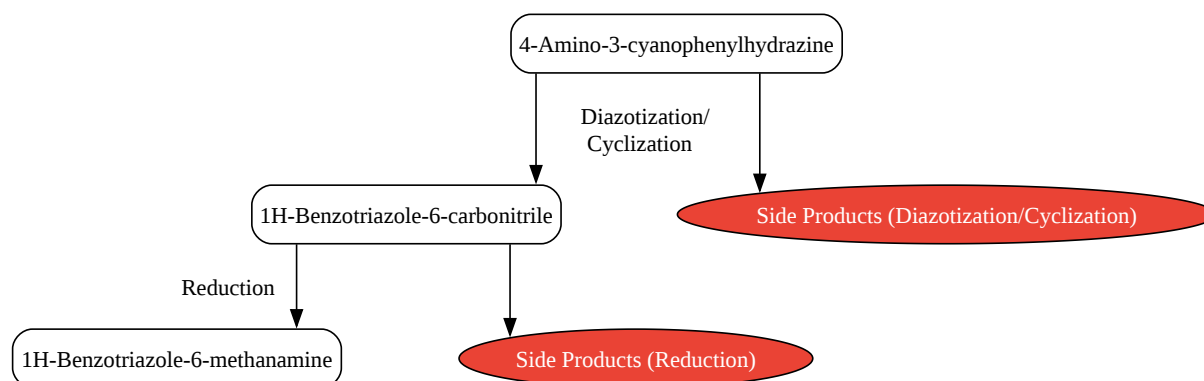 4-Amino-3-cyanophenylhydrazine
Diazotization/
Cyclization
1H-Benzotriazole-6-carbonitrile
Side Products (Diazotization/Cyclization)
Reduction
1H-Benzotriazole-6-methanamine
Side Products (Reduction)